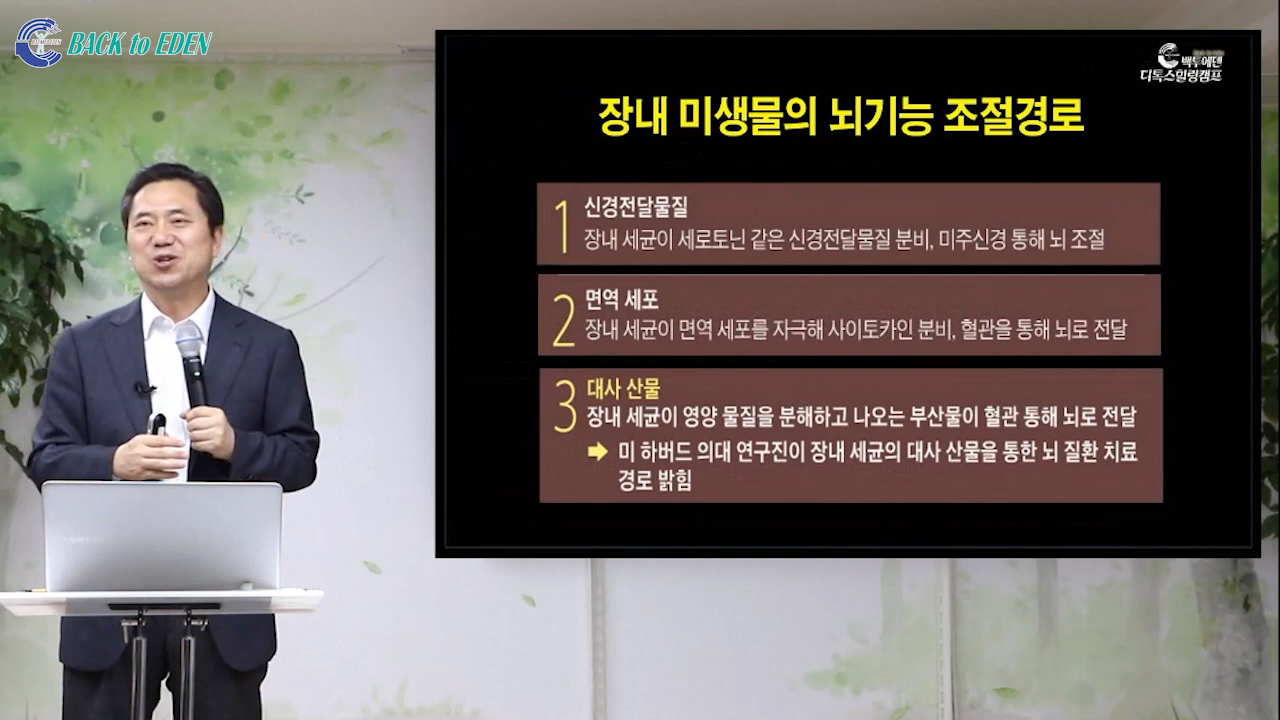 BACK to EDEN
백투에덴
디톡스힐링캠프
장내 미생물의 뇌기능 조절경로
1 신경전달물질
장내 세균이 세로토닌 같은 신경전달물질 분비, 미주신경 통해 뇌 조절
2 면역 세포
장내 세균이 면역 세포를 자극해 사이토카인 분비, 혈관을 통해 뇌로 전달
3 대사 산물
장내 세균이 영양 물질을 분해하고 나오는 부산물이 혈관 통해 뇌로 전달
➡ 미 하버드 의대 연구진이 장내 세균의 대사 산물을 통한 뇌 질환 치료
경로 밝힘